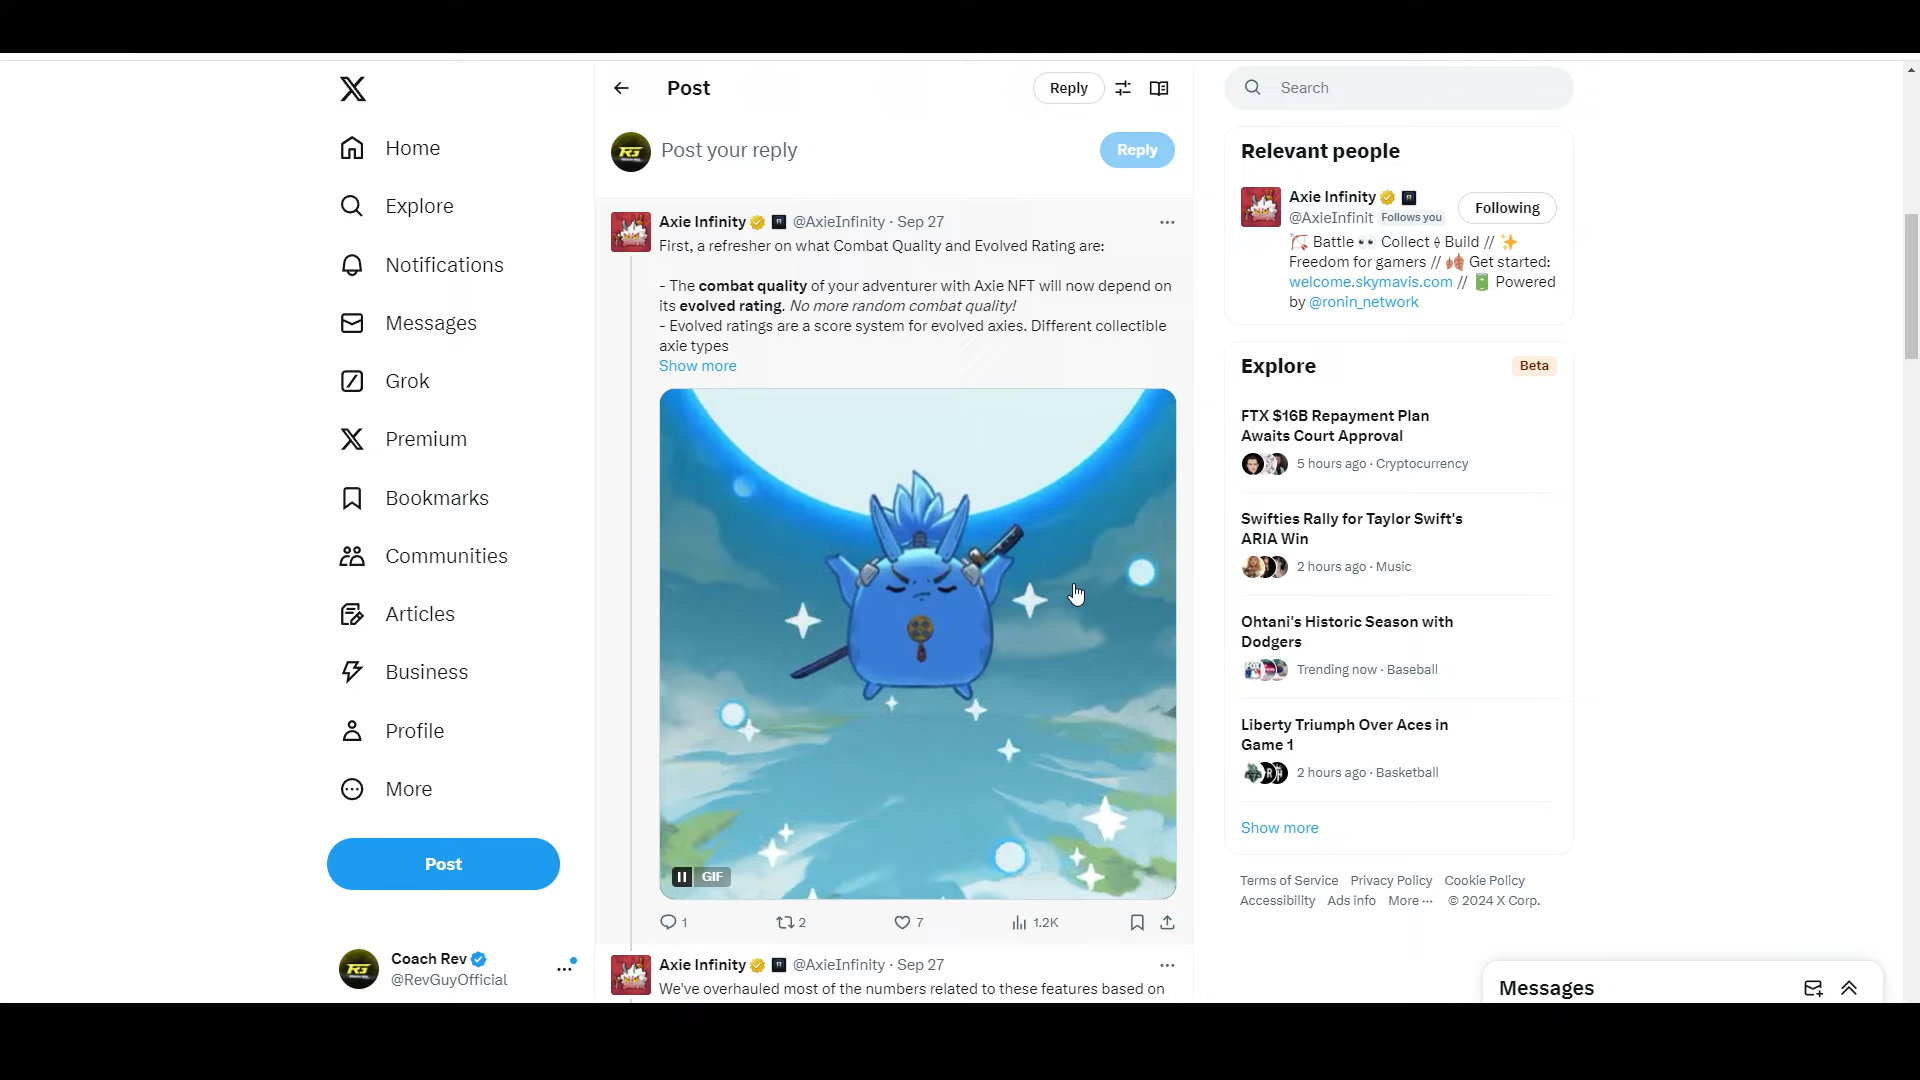 Home
Explore
Notifications
Messages
Grok
Premium
Bookmarks
Communities
Articles
Business
Profile
More
Post
Coach Rev
@RevGuyOfficial
Post
Reply
Post your reply
Reply
Axie Infinity @AxieInfinity · Sep 27
First, a refresher on what Combat Quality and Evolved Rating are:
- The combat quality of your adventurer with Axie NFT will now depend on
its evolved rating. No more random combat quality!
- Evolved ratings are a score system for evolved axies. Different collectible
axie types
Show more
GIF
1 2 7 1.2K
Axie Infinity @AxieInfinity · Sep 27
We've overhauled most of the numbers related to these features based on
Search
Relevant people
Axie Infinity
@AxieInfinit Follows you
Following
Battle Collect Build //
Freedom for gamers // Get started:
welcome.skymavis.com // Powered
by @ronin_network
Explore
Beta
FTX $16B Repayment Plan
Awaits Court Approval
5 hours ago · Cryptocurrency
Swifties Rally for Taylor Swift's
ARIA Win
2 hours ago · Music
Ohtani's Historic Season with
Dodgers
Trending now · Baseball
Liberty Triumph Over Aces in
Game 1
2 hours ago · Basketball
Show more
Terms of Service Privacy Policy Cookie Policy
Accessibility Ads info More ··· © 2024 X Corp.
Messages